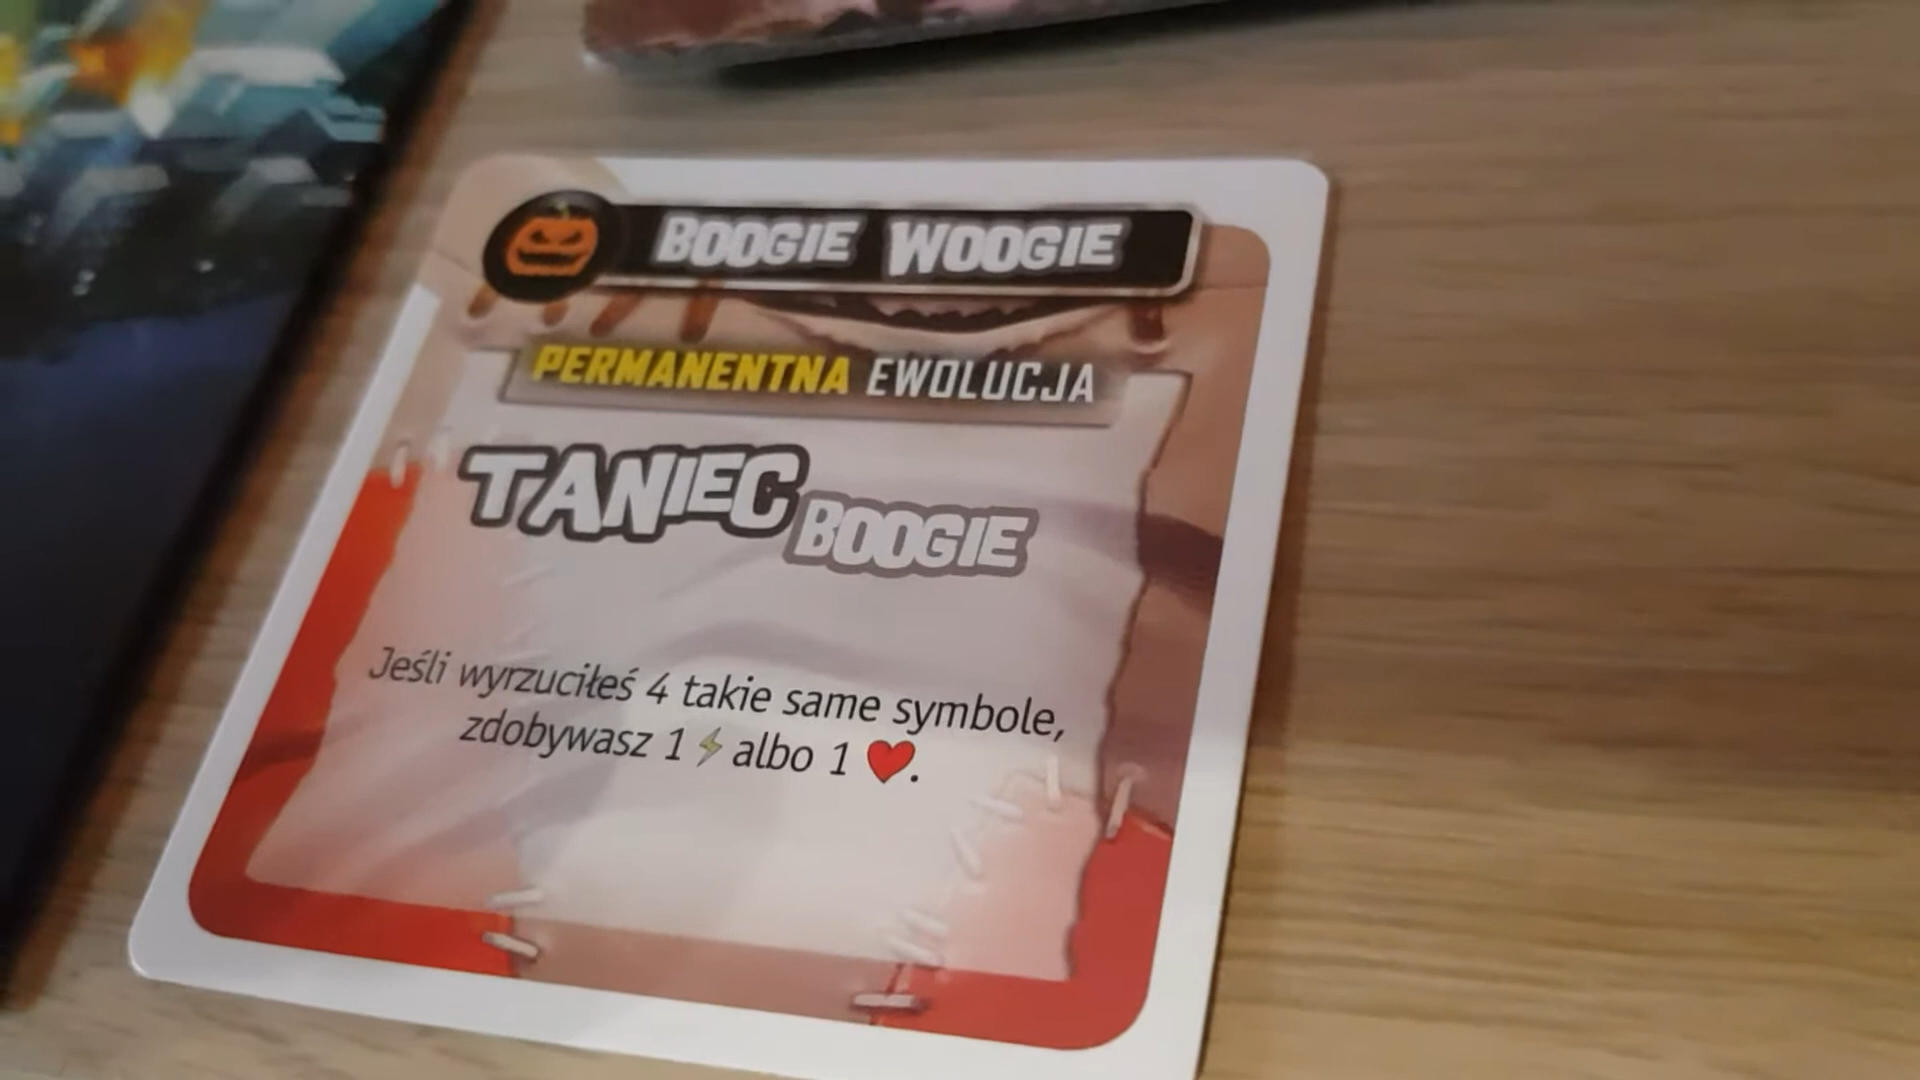 BOOGIE WOOGIE
PERMANENTNA EWOLUCJA
TANIEC BOOGIE
Jeśli wyrzuciłeś 4 takie same symbole,
zdobywasz 1 ⚡ albo 1 ❤.